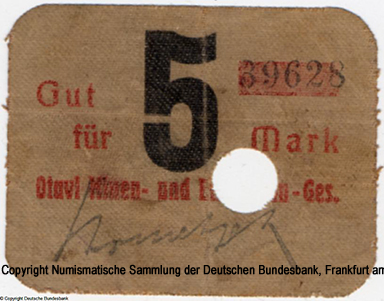 5
39628
Gut
für Mark
Otavi Minen- und -Ges.
Copyright Numismatische Sammlung der Deutschen Bundesbank, Frankfurt am
© Copyright Deutsche Bundesbank